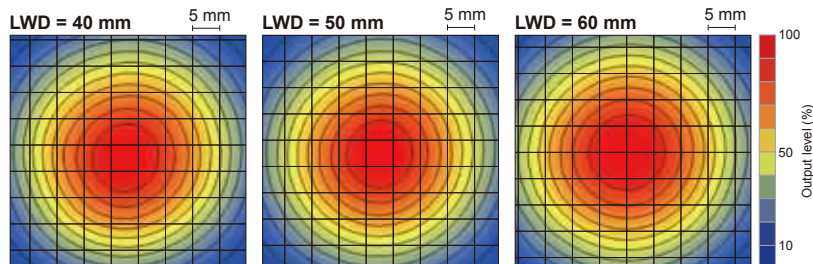 LWD = 40 mm
5 mm
LWD = 50 mm
5 mm
LWD = 60 mm
5 mm
100
50
10
Output level (%)